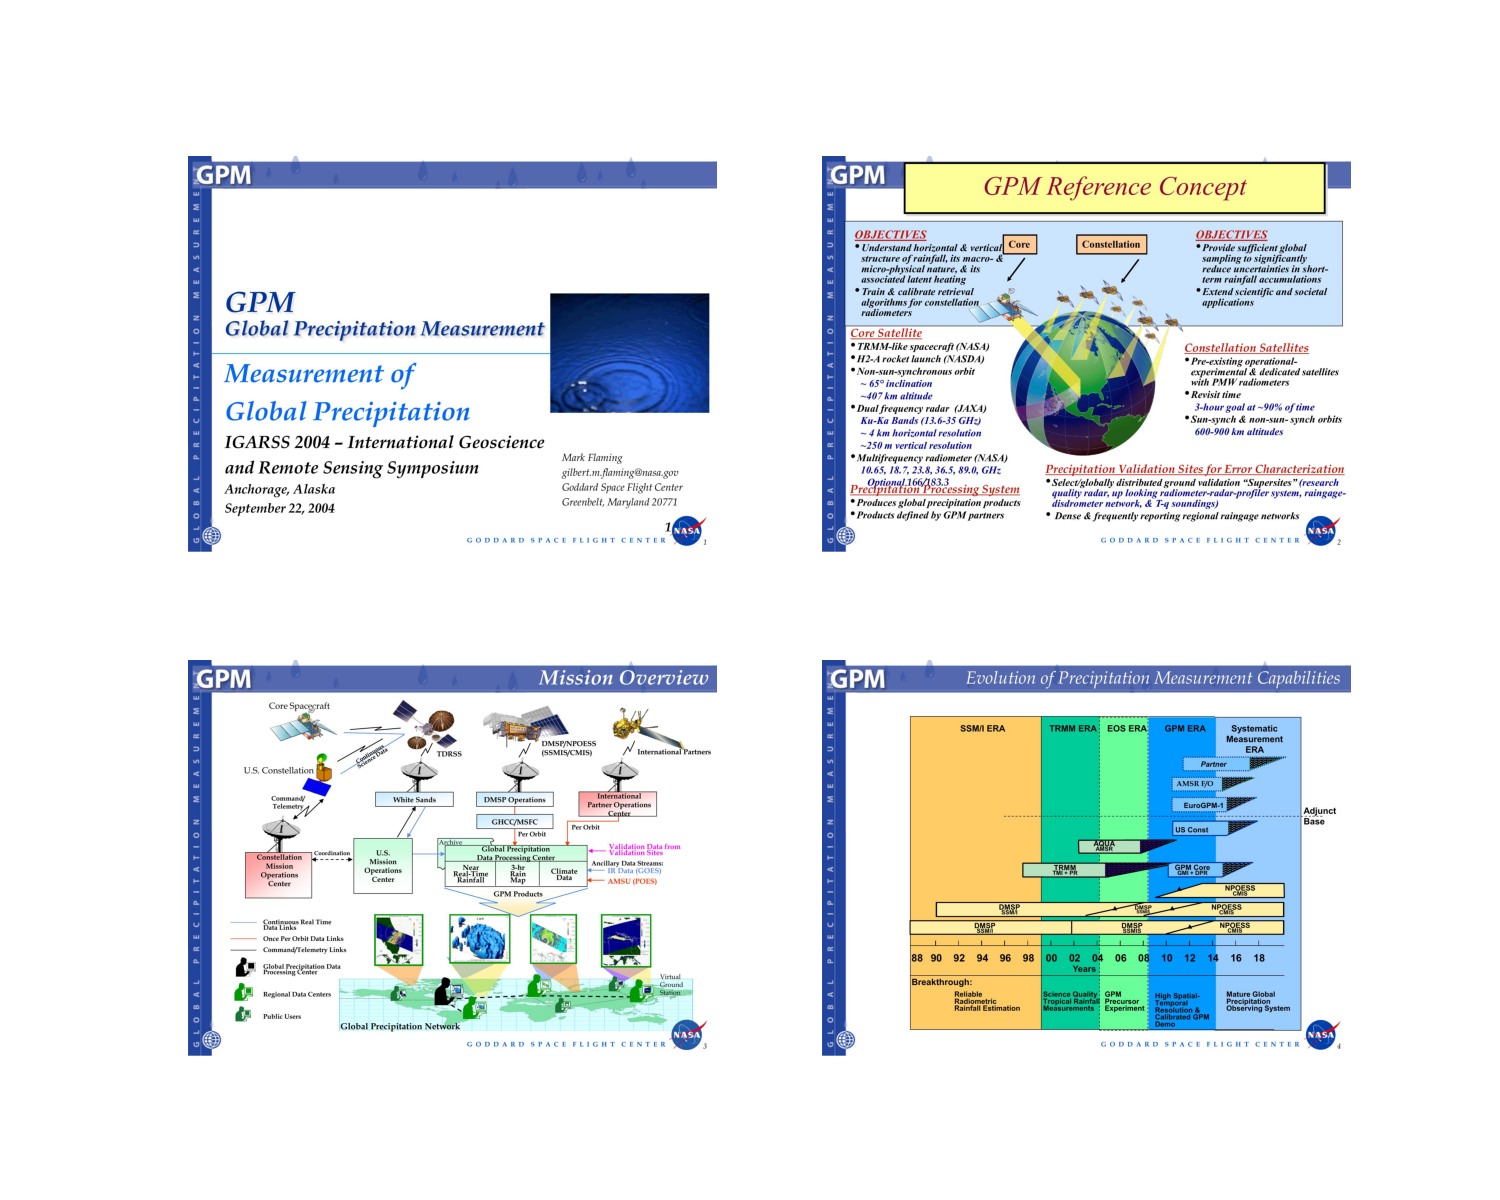 GPM
GLOBAL PRECIPITATION MEASUREMENT
GPM
Global Precipitation Measurement
Measurement of
Global Precipitation
IGARSS 2004 – International Geoscience
and Remote Sensing Symposium
Anchorage, Alaska
September 22, 2004
Mark Flaming
gilbert.m.flaming@nasa.gov
Goddard Space Flight Center
Greenbelt, Maryland 20771
1
NASA
GODDARD SPACE FLIGHT CENTER
1
GPM
GLOBAL PRECIPITATION MEASUREMENT
GPM Reference Concept
OBJECTIVES
• Understand horizontal & vertical
structure of rainfall, its macro- &
micro-physical nature, & its
associated latent heating
• Train & calibrate retrieval
algorithms for constellation
radiometers
Core
Constellation
OBJECTIVES
• Provide sufficient global
sampling to significantly
reduce uncertainties in short-
term rainfall accumulations
• Extend scientific and societal
applications
Core Satellite
• TRMM-like spacecraft (NASA)
• H2-A rocket launch (NASDA)
• Non-sun-synchronous orbit
~ 65° inclination
~407 km altitude
• Dual frequency radar (JAXA)
Ku-Ka Bands (13.6-35 GHz)
~ 4 km horizontal resolution
~250 m vertical resolution
• Multifrequency radiometer (NASA)
10.65, 18.7, 23.8, 36.5, 89.0, GHz
Optional 166/183.3
Precipitation Processing System
• Produces global precipitation products
• Products defined by GPM partners
Constellation Satellites
• Pre-existing operational-
experimental & dedicated satellites
with PMW radiometers
• Revisit time
3-hour goal at ~90% of time
• Sun-synch & non-sun- synch orbits
600-900 km altitudes
Precipitation Validation Sites for Error Characterization
• Select/globally distributed ground validation “Supersites” (research
quality radar, up looking radiometer-radar-profiler system, raingage-
disdrometer network, & T-q soundings)
• Dense & frequently reporting regional raingage networks
NASA
GODDARD SPACE FLIGHT CENTER
2
GPM
GLOBAL PRECIPITATION MEASUREMENT
Mission Overview
Core Spacecraft
Continuous
Science Data
TDRSS
DMSP/NPOESS
(SSMIS/CMIS)
International Partners
U.S. Constellation
Command/
Telemetry
White Sands
DMSP Operations
International
Partner Operations
Center
GHCC/MSFC
Per Orbit
Per Orbit
Constellation
Mission
Operations
Center
Coordination
U.S.
Mission
Operations
Center
Archive
Global Precipitation
Data Processing Center
Near
Real-Time
Rainfall
3-hr
Rain
Map
Climate
Data
Validation Data from
Validation Sites
Ancillary Data Streams:
IR Data (GOES)
AMSU (POES)
GPM Products
Continuous Real Time
Data Links
Once Per Orbit Data Links
Command/Telemetry Links
Global Precipitation Data
Processing Center
Regional Data Centers
Public Users
Virtual
Ground
Station
Global Precipitation Network
NASA
GODDARD SPACE FLIGHT CENTER
3
GPM
GLOBAL PRECIPITATION MEASUREMENT
Evolution of Precipitation Measurement Capabilities
SSM/I ERA
TRMM ERA
EOS ERA
GPM ERA
Systematic
Measurement
ERA
Partner
AMSR F/O
EuroGPM-1
Adjunct
Base
US Const
AQUA
AMSR
TRMM
TMI + PR
GPM Core
GMI + DPR
NPOESS
CMIS
DMSP
SSM/I
DMSP
SSMIS
NPOESS
CMIS
DMSP
SSM/I
DMSP
SSMIS
NPOESS
CMIS
88 90 92 94 96 98 00 02 04 06 08 10 12 14 16 18
Years
Breakthrough:
Reliable
Radiometric
Rainfall Estimation
Science Quality
Tropical Rainfall
Measurements
GPM
Precursor
Experiment
High Spatial-
Temporal
Resolution &
Calibrated GPM
Demo
Mature Global
Precipitation
Observing System
NASA
GODDARD SPACE FLIGHT CENTER
4